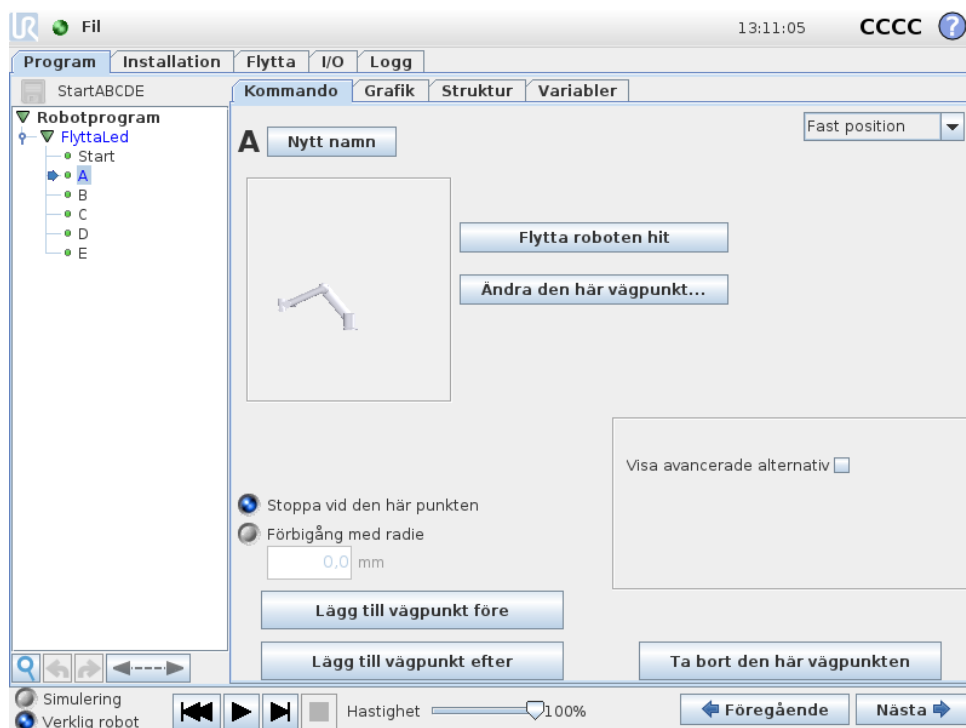 UR Fil 13:11:05 CCCC ?
Program Installation Flytta I/O Logg
StartABCDE
Kommando Grafik Struktur Variabler
Robotprogram
FlyttaLed
Start
A
B
C
D
E
A Nytt namn
Fast position
Flytta roboten hit
Ändra den här vägpunkt...
Visa avancerade alternativ
Stoppa vid den här punkten
Förbigång med radie
0,0 mm
Lägg till vägpunkt före
Lägg till vägpunkt efter
Ta bort den här vägpunkten
Simulering
Verklig robot
Hastighet 100%
Föregående
Nästa